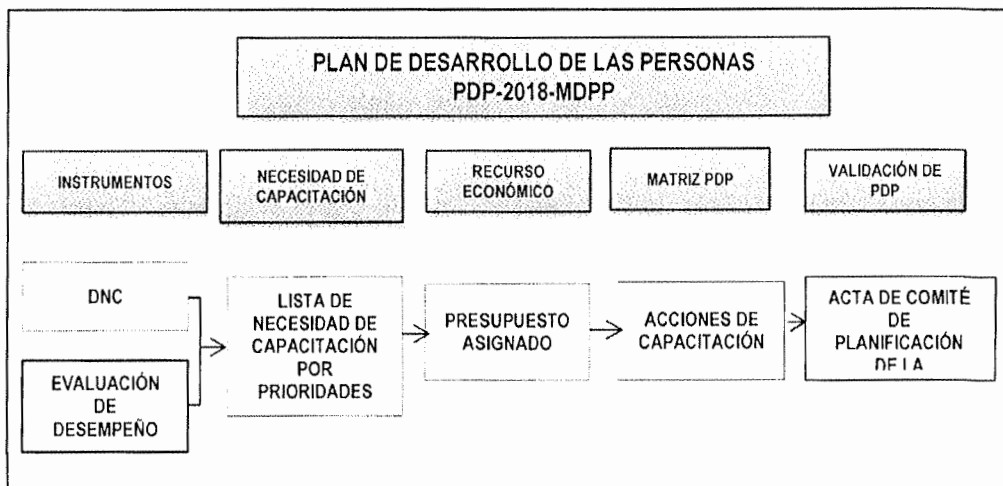 PLAN DE DESARROLLO DE LAS PERSONAS
PDP-2018-MDPP
INSTRUMENTOS
NECESIDAD DE
CAPACITACIÓN
RECURSO
ECONÓMICO
MATRIZ PDP
VALIDACIÓN DE
PDP
DNC
EVALUACIÓN
DE
DESEMPEÑO
LISTA DE
NECESIDAD DE
CAPACITACIÓN
POR
PRIORIDADES
PRESUPUESTO
ASIGNADO
ACCIONES DE
CAPACITACIÓN
ACTA DE COMITÉ
DE
PLANIFICACIÓN
DE LA